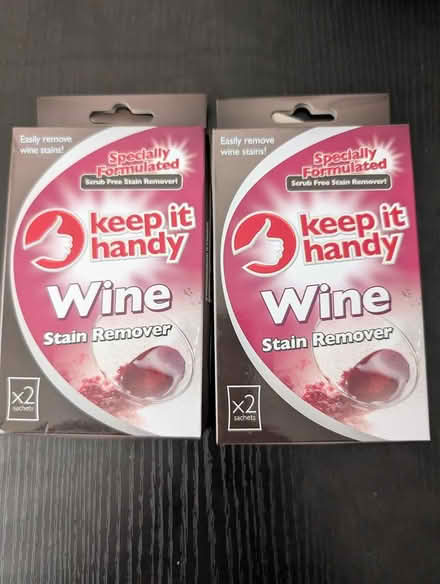 Easily remove
wine stains!
Specially
Formulated
Scrub Free Stain Remover!
keep it
handy
Wine
Stain Remover
x2
sachets
Easily remove
wine stains!
Specially
Formulated
Scrub Free Stain Remover!
keep it
handy
Wine
Stain Remover
x2
sachets